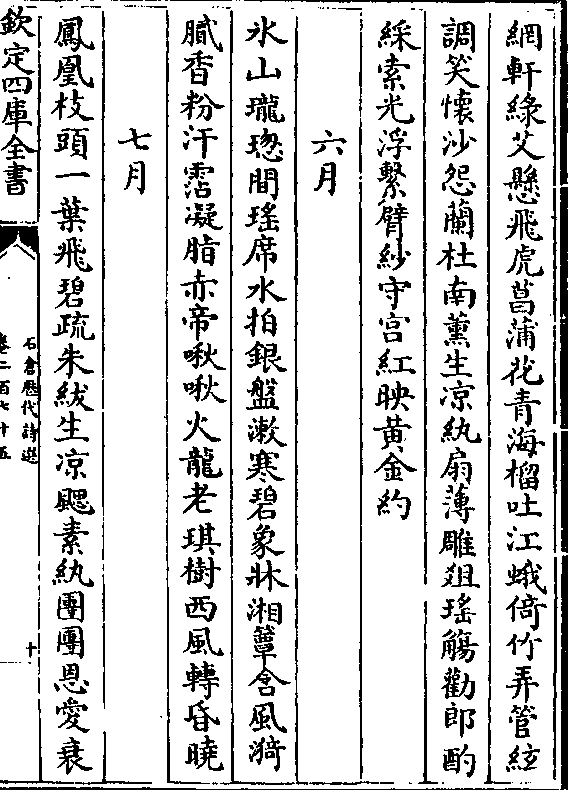 網軒緑艾懸飛虎菖蒲花青海榴吐江蛾倚竹弄管絃
調笑懷沙怨蘭杜南薰生凉紈扇薄雕俎瑤觴勸郎酌
綵索光浮繫臂紗守宫紅映黄金約
六月
氷山瓏璁間瑤席水拍銀盤漱寒碧象牀湘簟含風漪
膩香粉汗霑凝脂赤帝啾啾火龍老琪樹西風轉昏曉
七月
鳳凰枝頭一葉飛碧疏朱紱生凉颸素紈團團恩愛衰
欽定四庫全書
石倉歷代詩選
卷二百七十五
十